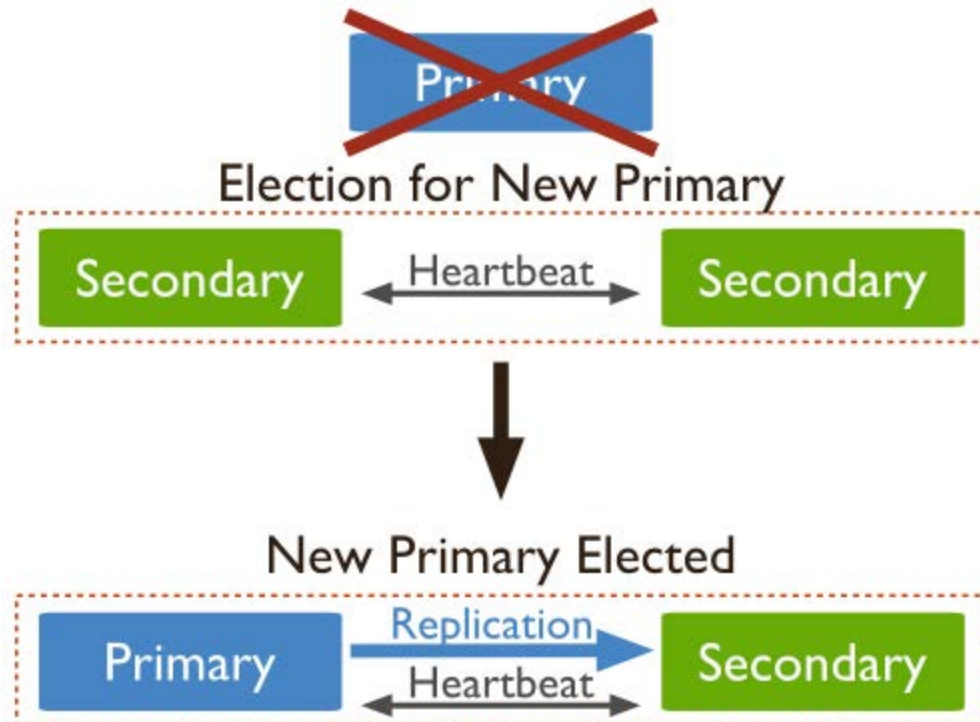 Primary
Election for New Primary
Secondary
Heartbeat
Secondary
New Primary Elected
Primary
Replication
Heartbeat
Secondary